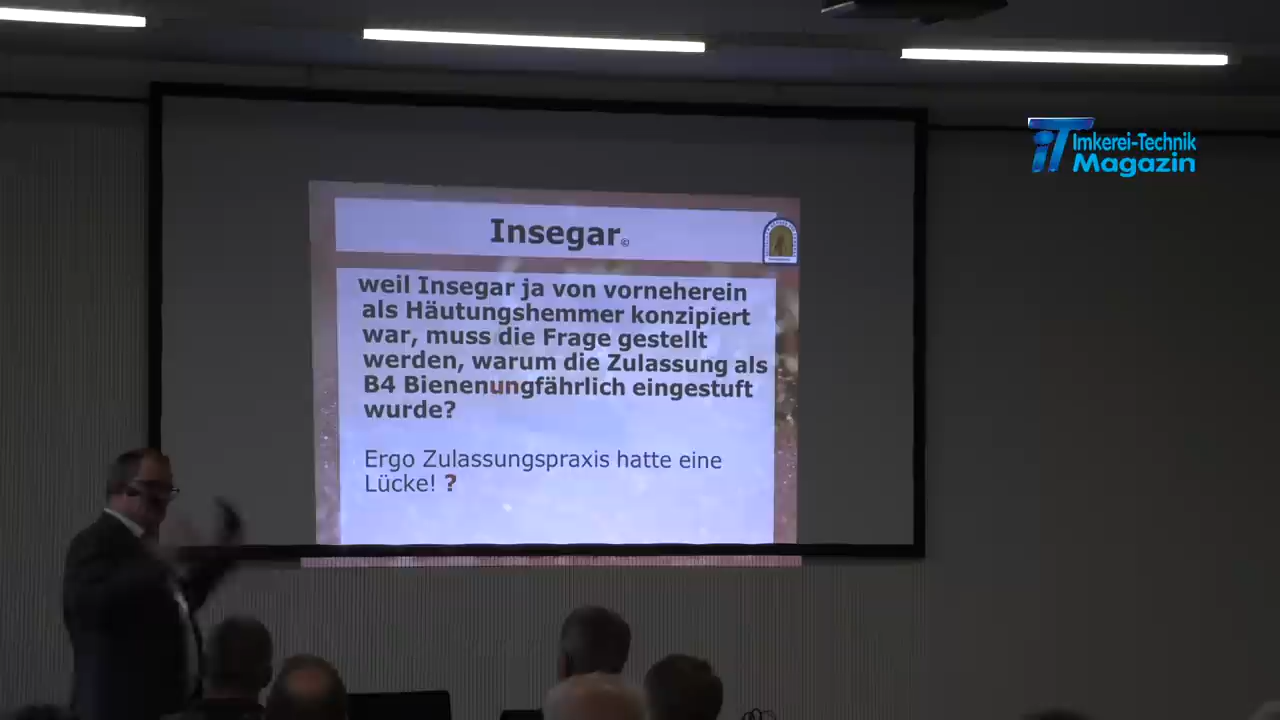 iT Imkerei-Technik
Magazin
Insegar©
weil Insegar ja von vorneherein
als Häutungshemmer konzipiert
war, muss die Frage gestellt
werden, warum die Zulassung als
B4 Bienenungfährlich eingestuft
wurde?
Ergo Zulassungspraxis hatte eine
Lücke! ?